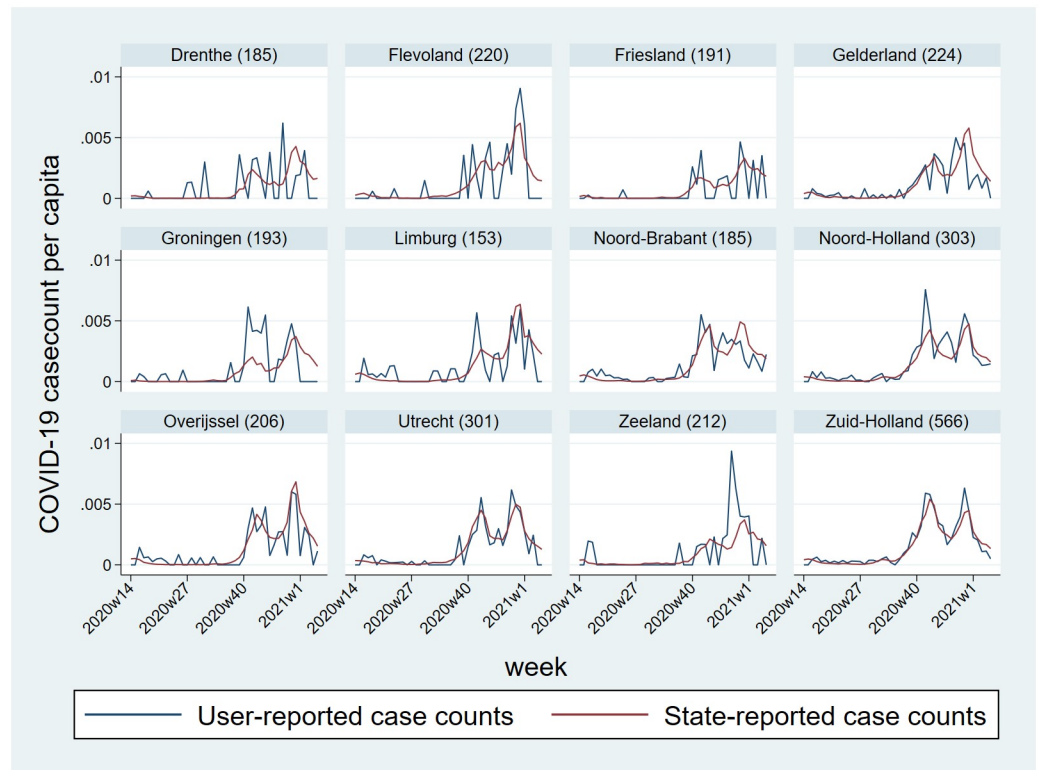 COVID-19 casecount per capita
Drenthe (185) Flevoland (220) Friesland (191) Gelderland (224)
.01
.005
0
Groningen (193) Limburg (153) Noord-Brabant (185) Noord-Holland (303)
.01
.005
0
Overijssel (206) Utrecht (301) Zeeland (212) Zuid-Holland (566)
.01
.005
0
2020w14 2020w27 2020w40 2021w1 2020w14 2020w27 2020w40 2021w1 2020w14 2020w27 2020w40 2021w1 2020w14 2020w27 2020w40 2021w1
week
User-reported case counts State-reported case counts